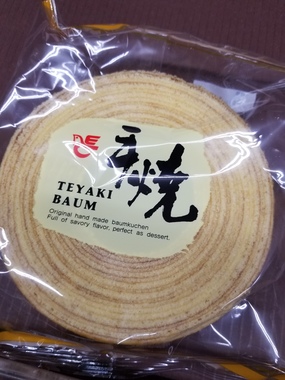 手焼
TEYAKI
BAUM
Original hand made baumkuchen
Full of savory flavor, perfect as dessert.